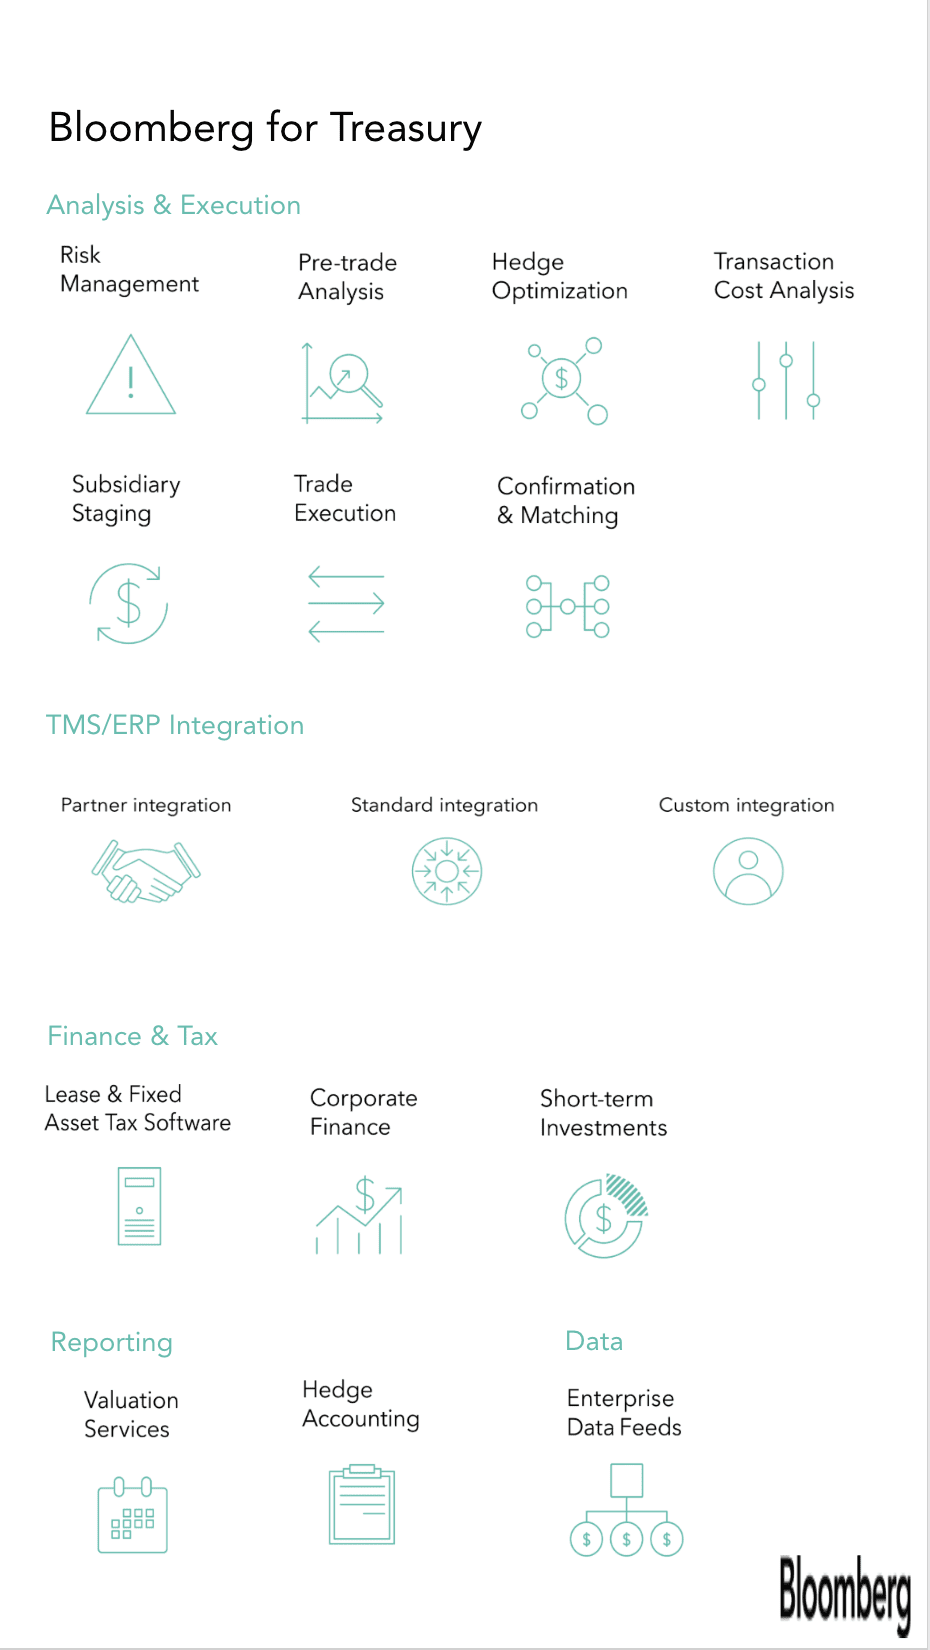 Bloomberg for Treasury
Analysis & Execution
Risk
Management
Pre-trade
Analysis
Hedge
Optimization
Transaction
Cost Analysis
!
$
Subsidiary
Staging
Trade
Execution
Confirmation
& Matching
$
TMS/ERP Integration
Partner integration
Standard integration
Custom integration
Finance & Tax
Lease & Fixed
Asset Tax Software
Corporate
Finance
Short-term
Investments
$
$
Reporting
Valuation
Services
Hedge
Accounting
Data
Enterprise
Data Feeds
$ $ $
Bloomberg